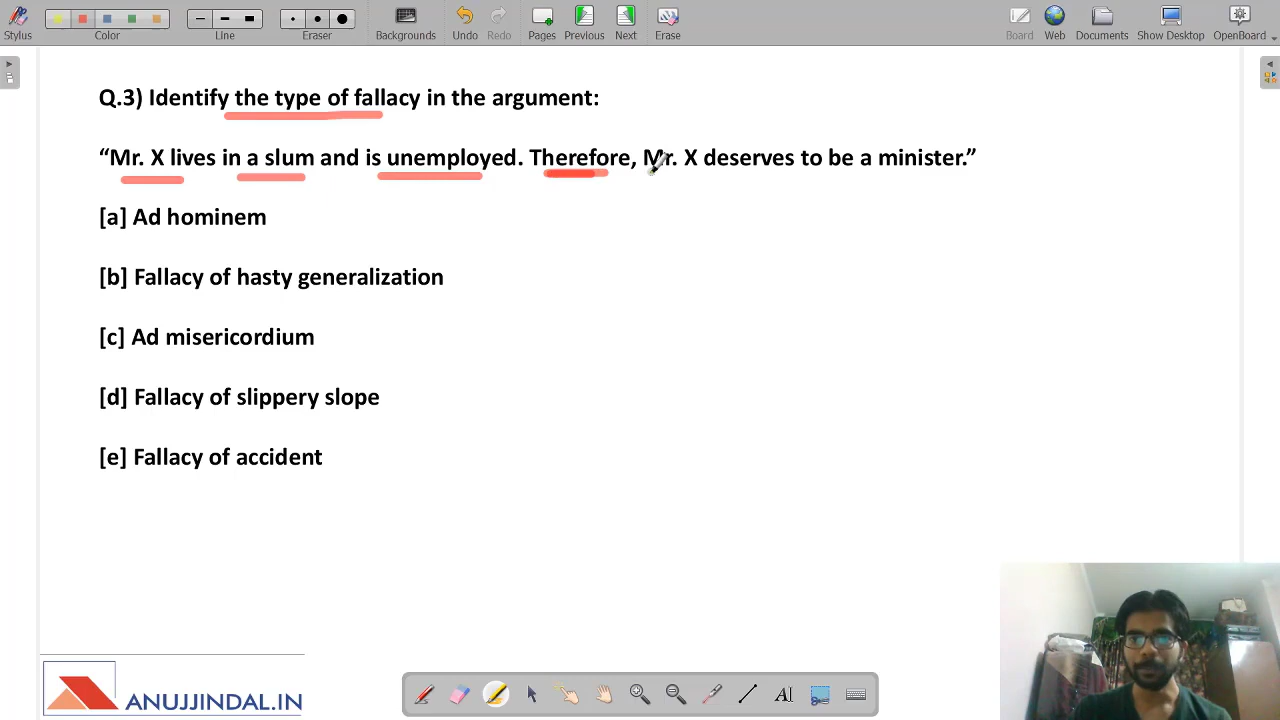 Stylus
Color
Line
Eraser
Backgrounds
Undo
Redo
Pages
Previous
Next
Erase
Board
Web
Documents
Show Desktop
OpenBoard
Q.3) Identify the type of fallacy in the argument:
“Mr. X lives in a slum and is unemployed. Therefore, Mr. X deserves to be a minister.”
[a] Ad hominem
[b] Fallacy of hasty generalization
[c] Ad misericordium
[d] Fallacy of slippery slope
[e] Fallacy of accident
ANUJJINDAL.IN
AI